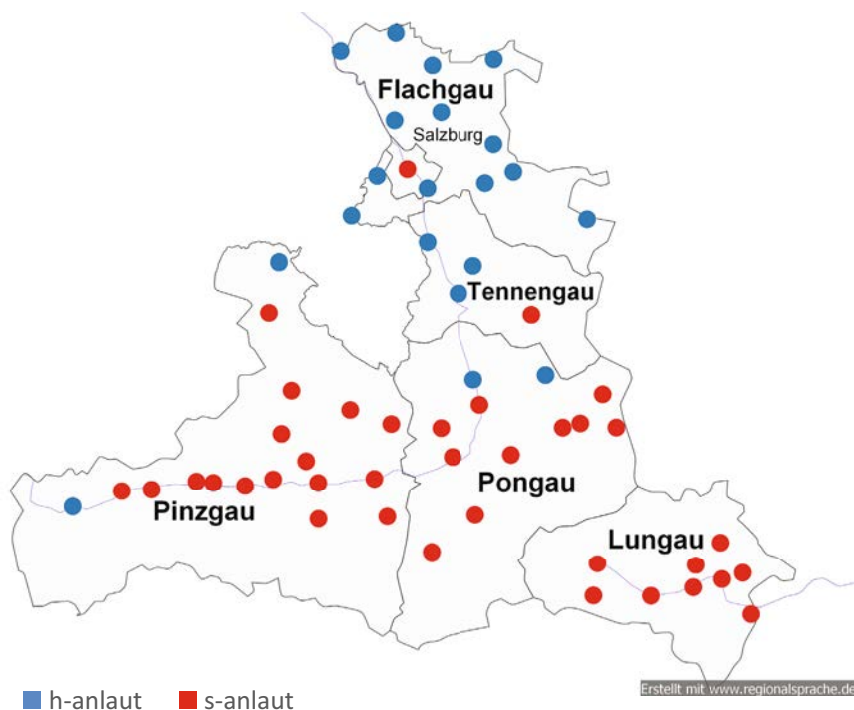 Flachgau
Salzburg
Tennengau
Pinzgau
Pongau
Lungau
h-anlaut
s-anlaut
Erstellt mit www.regionalsprache.de